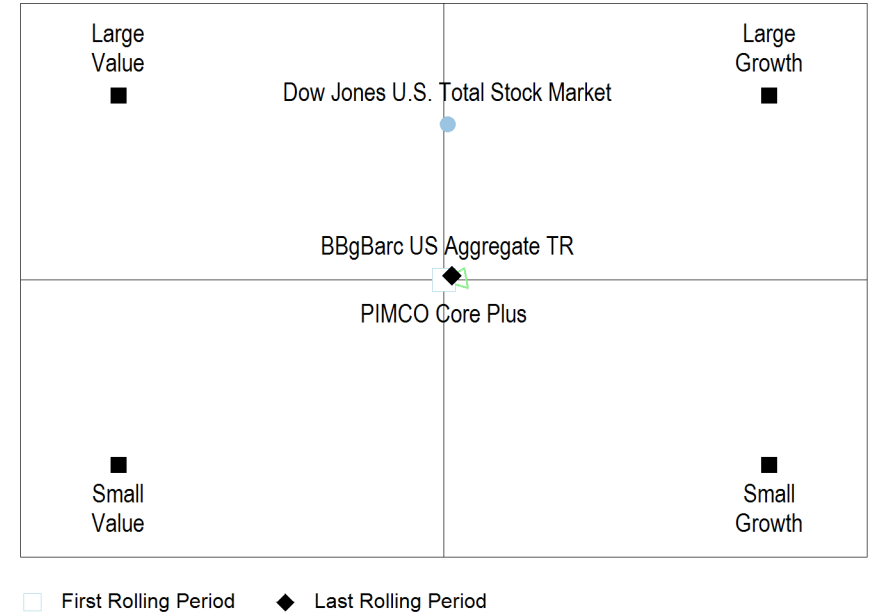 Large
Value
Large
Growth
Dow Jones U.S. Total Stock Market
BBgBarc US Aggregate TR
PIMCO Core Plus
Small
Value
Small
Growth
First Rolling Period
Last Rolling Period